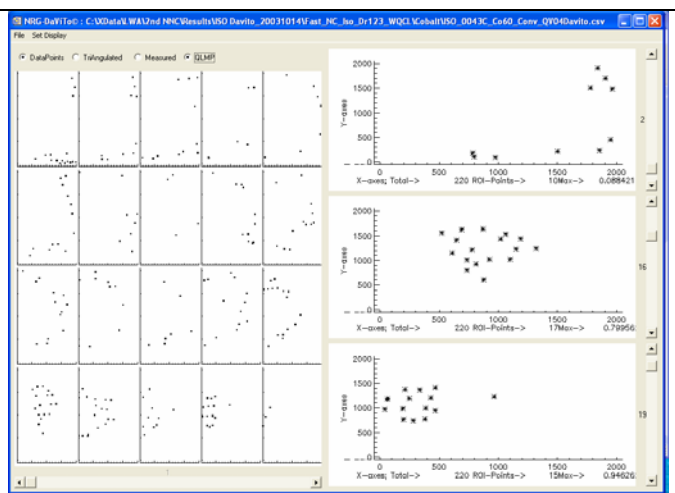 NRG-DaViTo© : C:\XData\LWA\2nd NNC\Results\ISO Davito_20031014\Fast_NC_Iso_Dr123_WQCL\Cobalt\ISO_0043C_Co60_Conv_QV04Davito.csv
File Set Display
DataPoints TriAngulated Measured QLMP
2000
1500
1000
500
0
Y-axes
0 500 1000 1500 2000
X-axes; Total-> 220 ROI-Points-> 10Max-> 0.088421
2
2000
1500
1000
500
0
Y-axes
0 500 1000 1500 2000
X-axes; Total-> 220 ROI-Points-> 17Max-> 0.79956
16
2000
1500
1000
500
0
Y-axes
0 500 1000 1500 2000
X-axes; Total-> 220 ROI-Points-> 15Max-> 0.94626
19